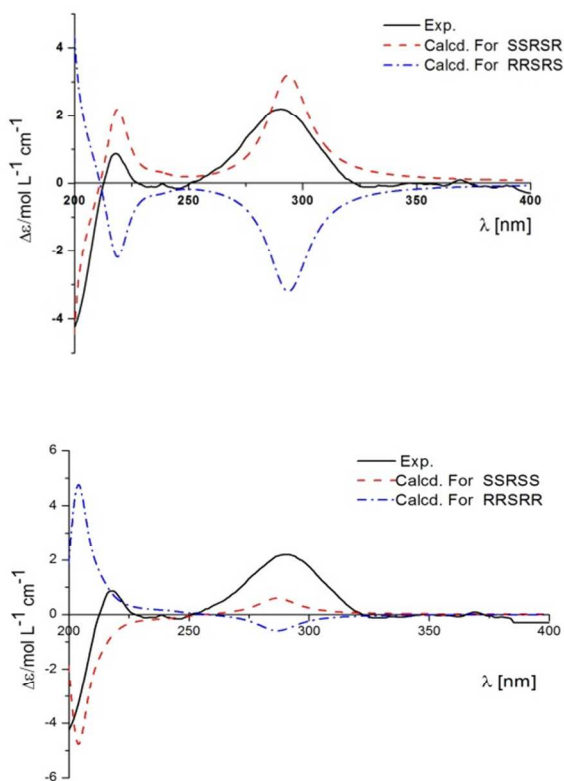 Exp.
Calcd. For SSRSR
Calcd. For RRSRS
4
2
0
-2
-4
200
250
300
350
400
Δε/mol L⁻¹ cm⁻¹
λ [nm]
Exp.
Calcd. For SSRSS
Calcd. For RRSRR
6
4
2
0
-2
-4
-6
200
250
300
350
400
Δε/mol L⁻¹ cm⁻¹
λ [nm]